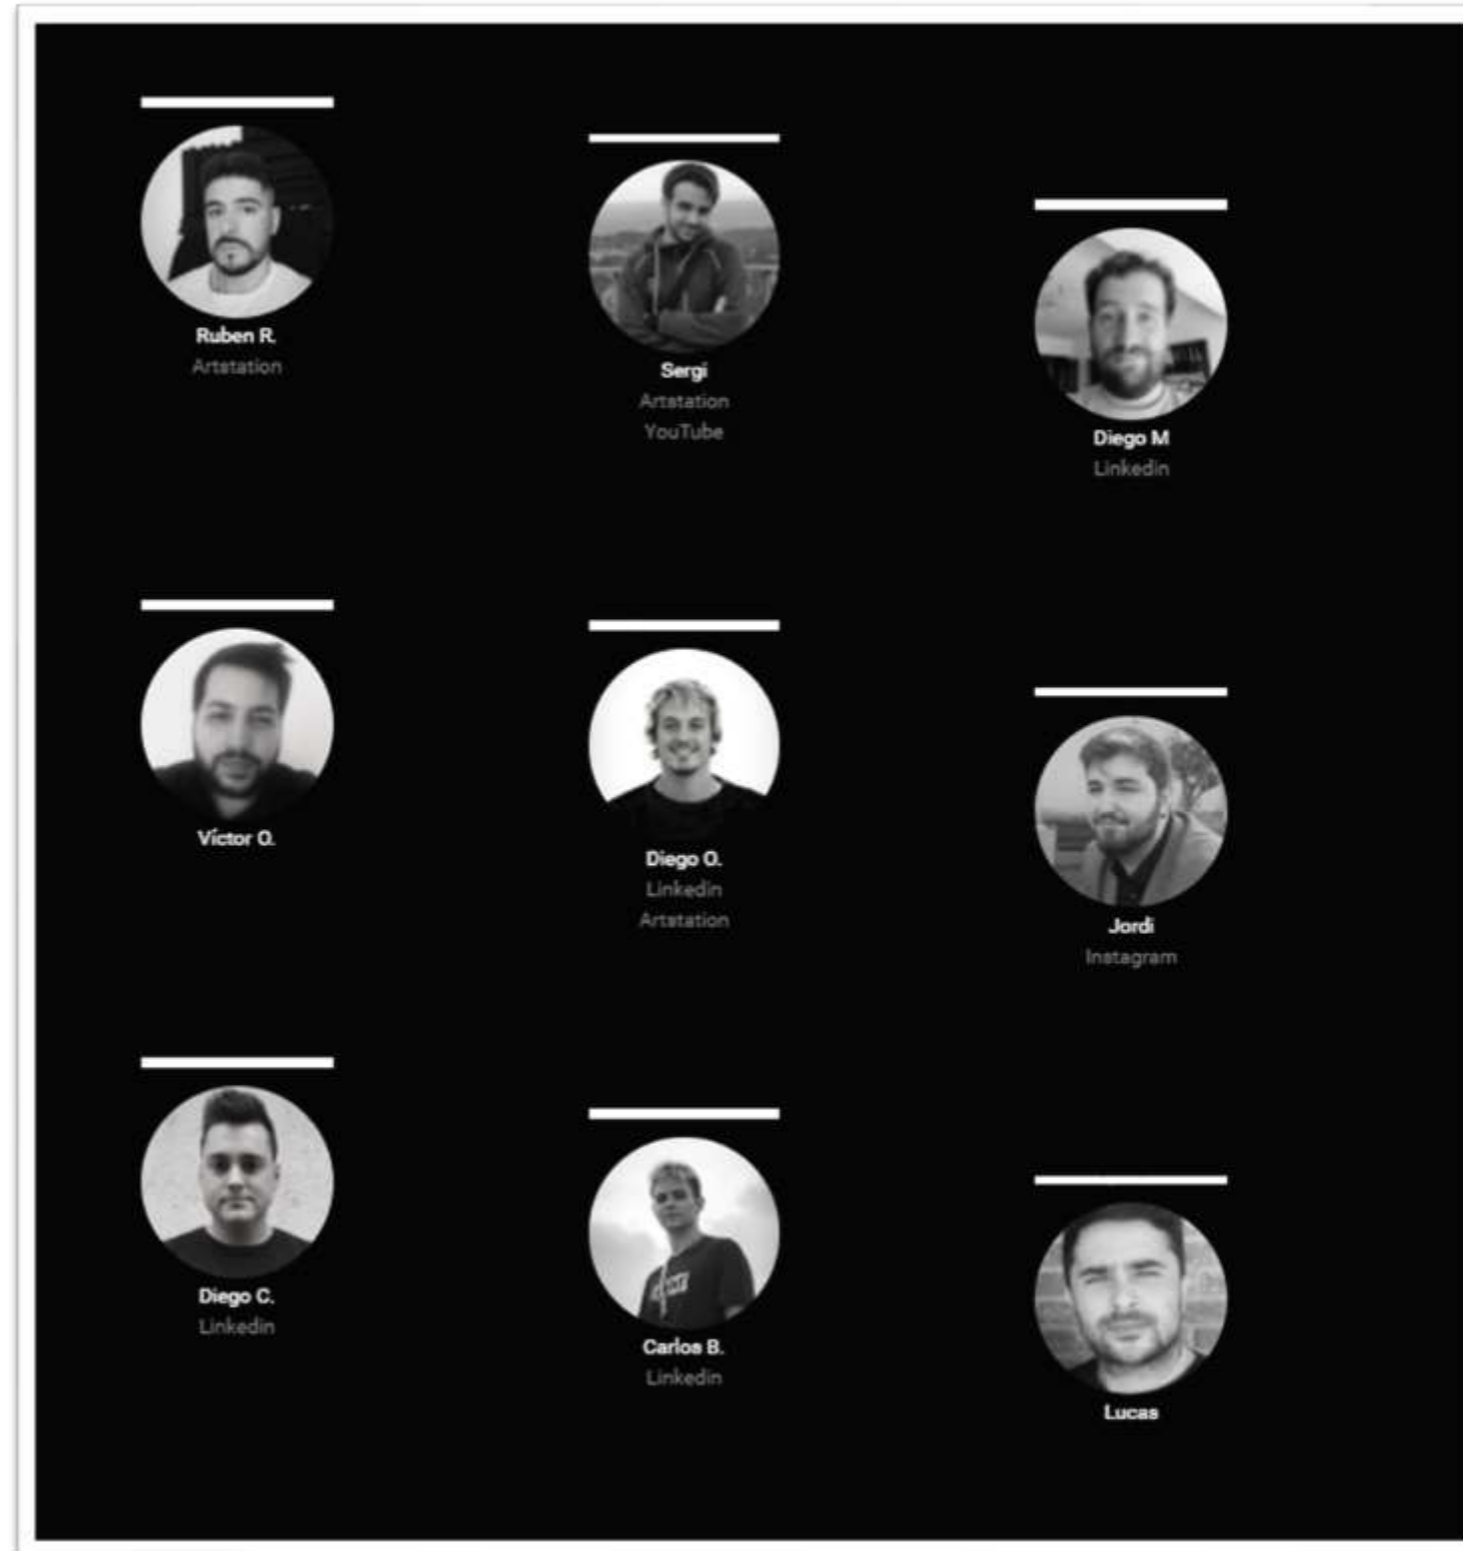 Ruben R.
Artstation
Sergi
Artstation
YouTube
Diego M
Linkedin
Víctor O.
Diego O.
Linkedin
Artstation
Jordi
Instagram
Diego C.
Linkedin
Carlos B.
Linkedin
Lucas